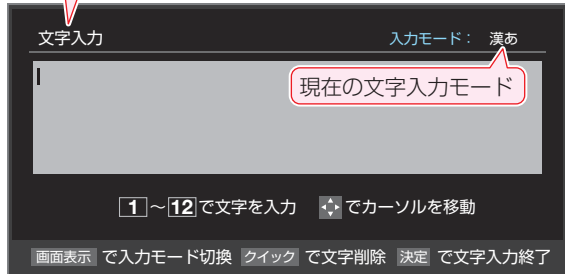 文字入力 入力モード： 漢あ
現在の文字入力モード
1～12で文字を入力 でカーソルを移動
画面表示 で入力モード切換 クイック で文字削除 決定 で文字入力終了